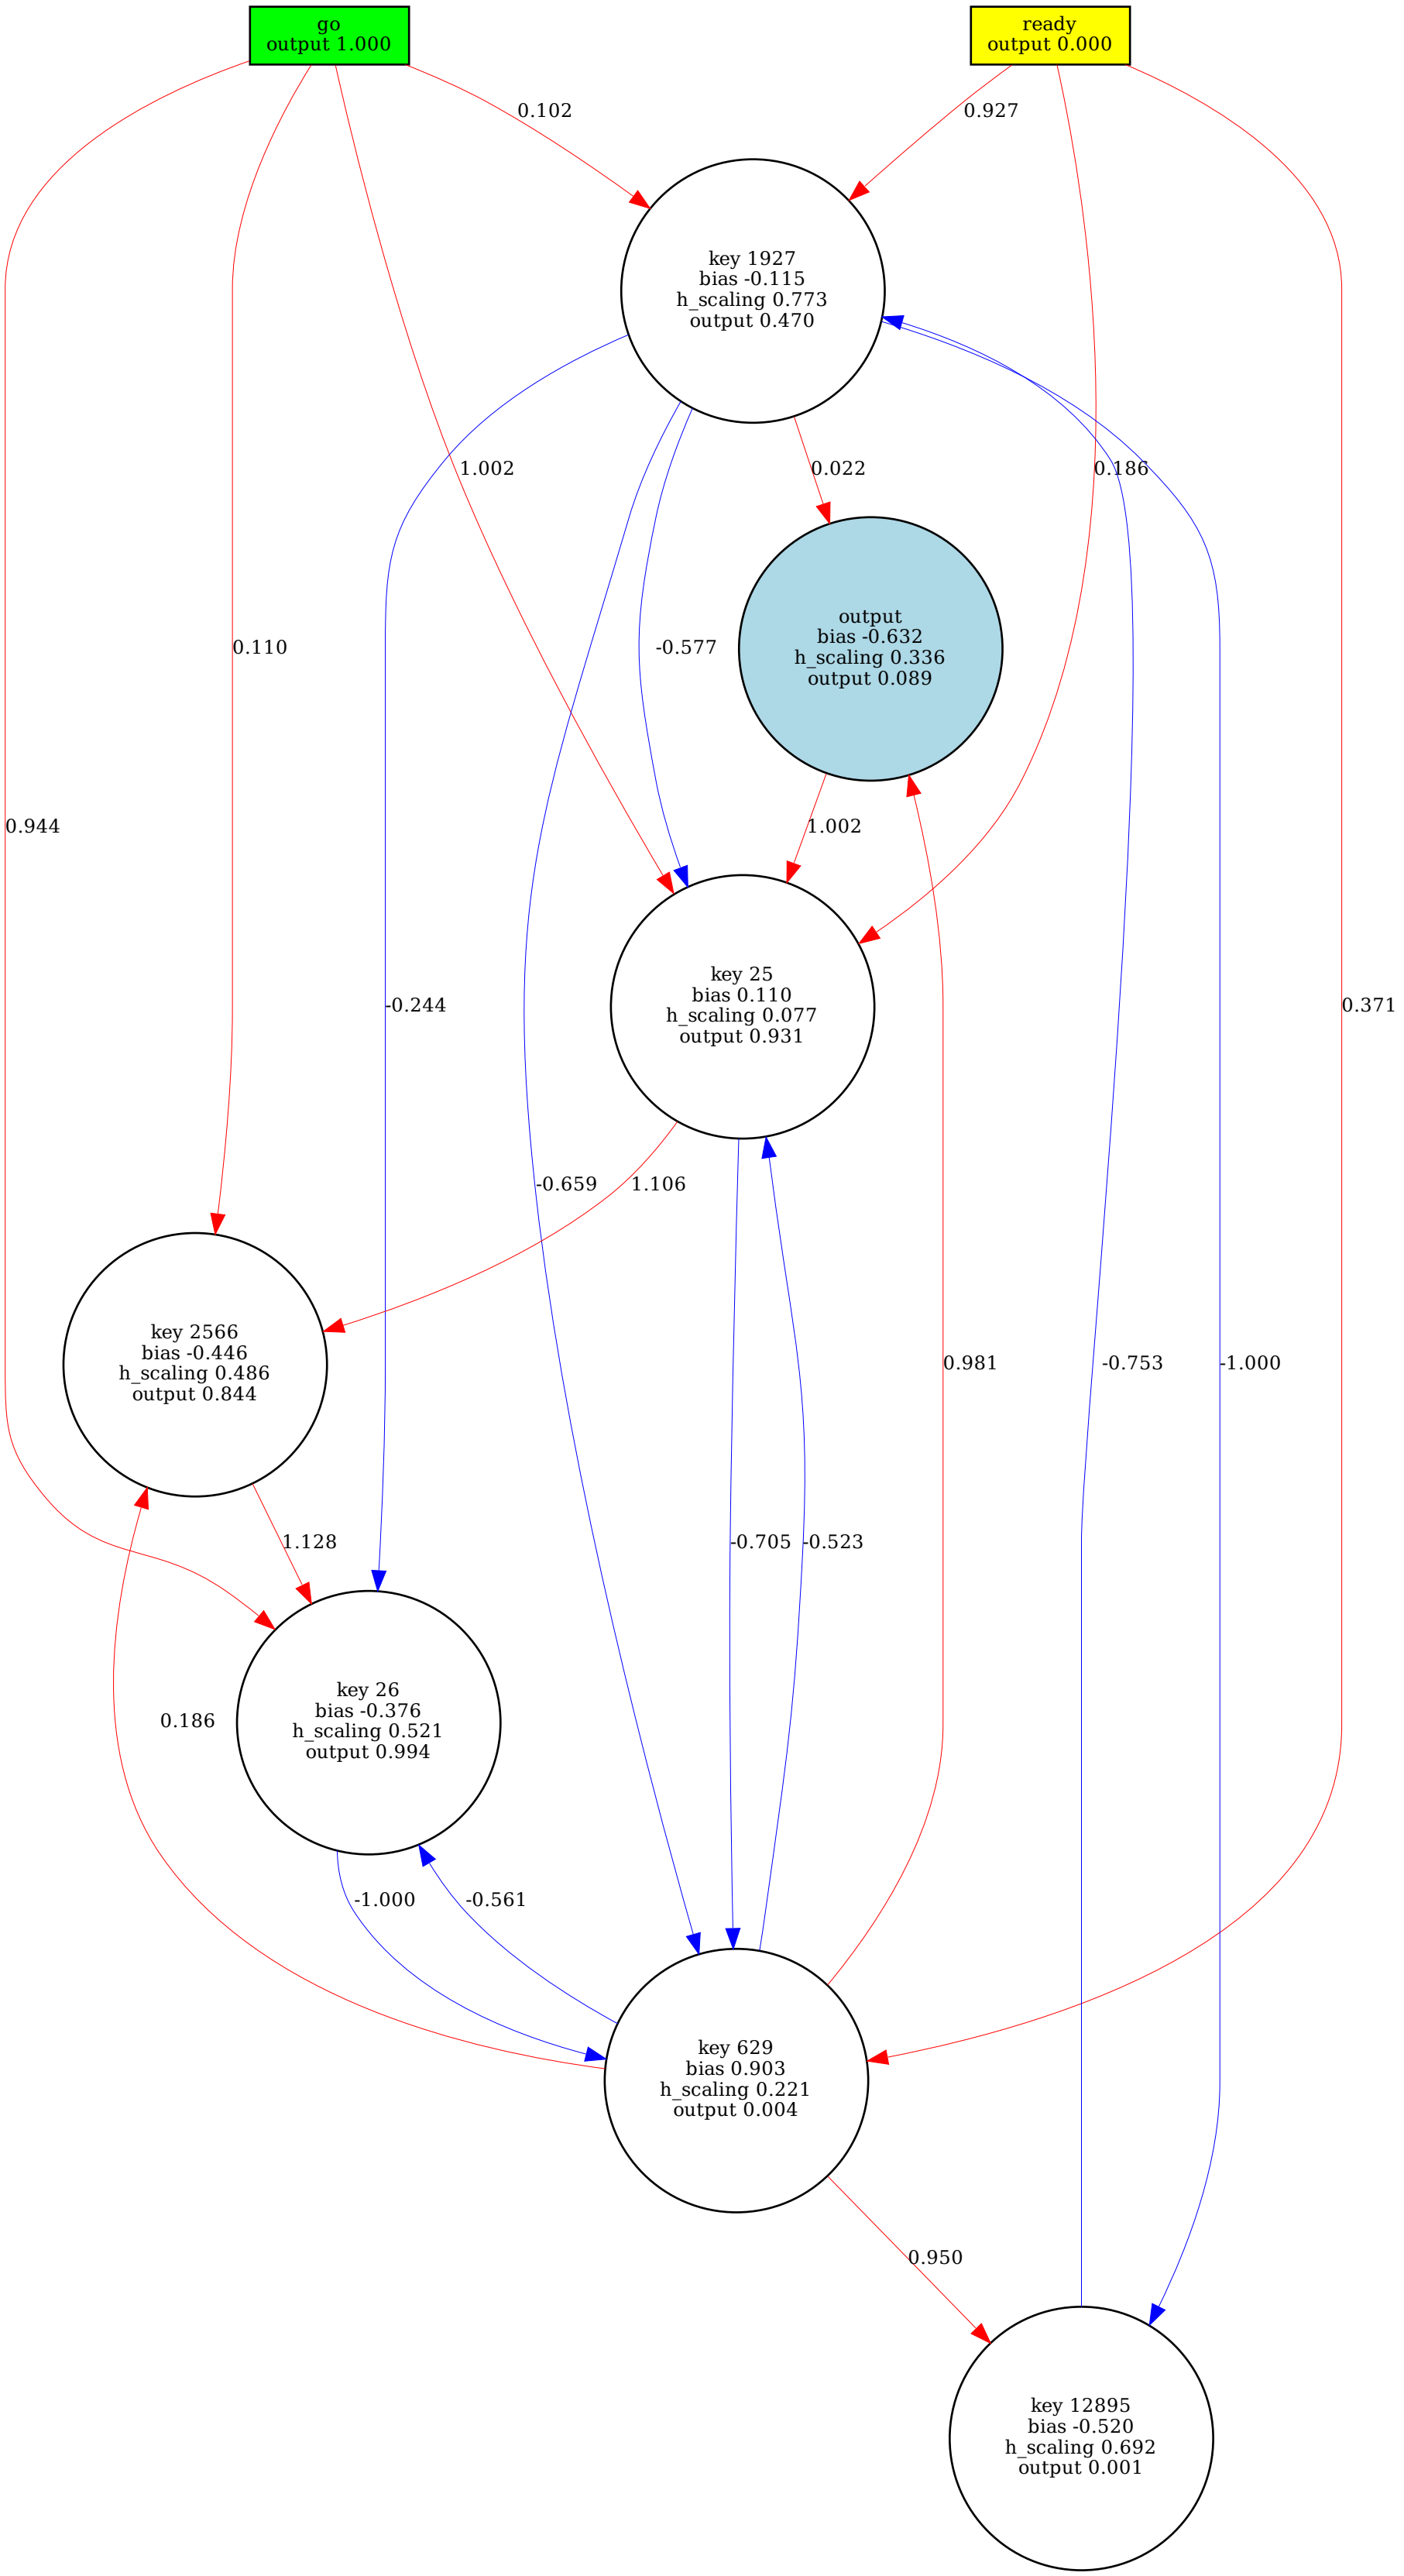 go
output 1.000
ready
output 0.000
0.102
0.927
key 1927
bias -0.115
h_scaling 0.773
output 0.470
1.002
0.022
0.186
output
bias -0.632
h_scaling 0.336
output 0.089
0.110
-0.577
0.944
1.002
key 25
bias 0.110
h_scaling 0.077
output 0.931
-0.244
0.371
-0.659
1.106
key 2566
bias -0.446
h_scaling 0.486
output 0.844
0.981
-0.753
-1.000
1.128
-0.705
-0.523
key 26
bias -0.376
h_scaling 0.521
output 0.994
0.186
-1.000
-0.561
key 629
bias 0.903
h_scaling 0.221
output 0.004
0.950
key 12895
bias -0.520
h_scaling 0.692
output 0.001